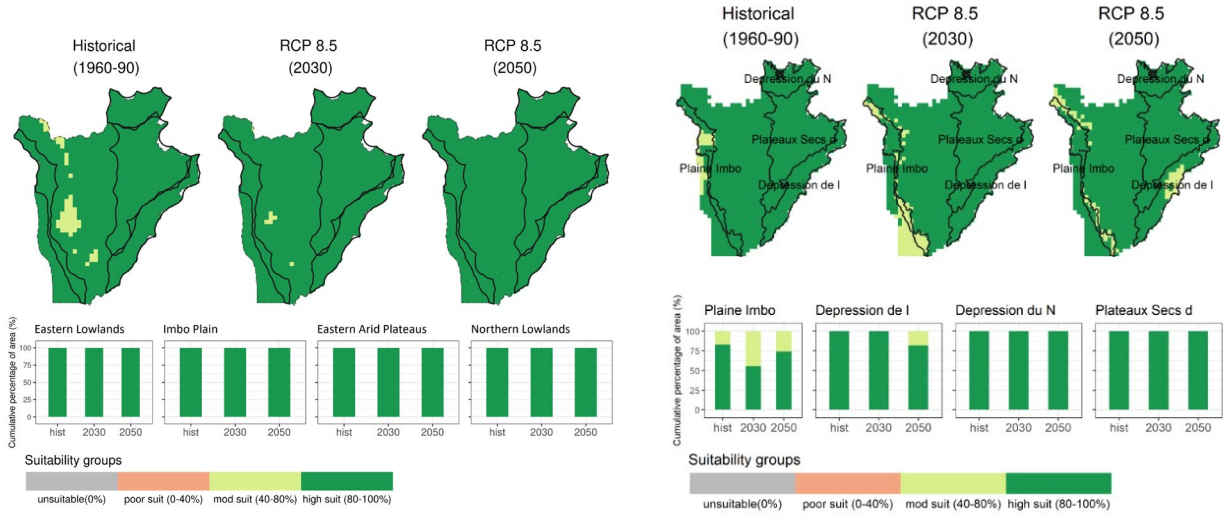 Historical
(1960-90)
RCP 8.5
(2030)
RCP 8.5
(2050)
Eastern Lowlands
Imbo Plain
Eastern Arid Plateaus
Northern Lowlands
Cumulative percentage of area (%)
100
75
50
25
0
hist 2030 2050
hist 2030 2050
hist 2030 2050
hist 2030 2050
Suitability groups
unsuitable(0%)
poor suit (0-40%)
mod suit (40-80%)
high suit (80-100%)
Historical
(1960-90)
RCP 8.5
(2030)
RCP 8.5
(2050)
Depression du N
Plateaux Secs d
Plaine Imbo
Depression de l
Depression du N
Plateaux Secs d
Plaine Imbo
Depression de l
Depression du N
Plateaux Secs d
Plaine Imbo
Depression de l
Plaine Imbo
Depression de l
Depression du N
Plateaux Secs d
Cumulative percentage of area (%)
100
75
50
25
0
hist 2030 2050
hist 2030 2050
hist 2030 2050
hist 2030 2050
Suitability groups
unsuitable(0%)
poor suit (0-40%)
mod suit (40-80%)
high suit (80-100%)